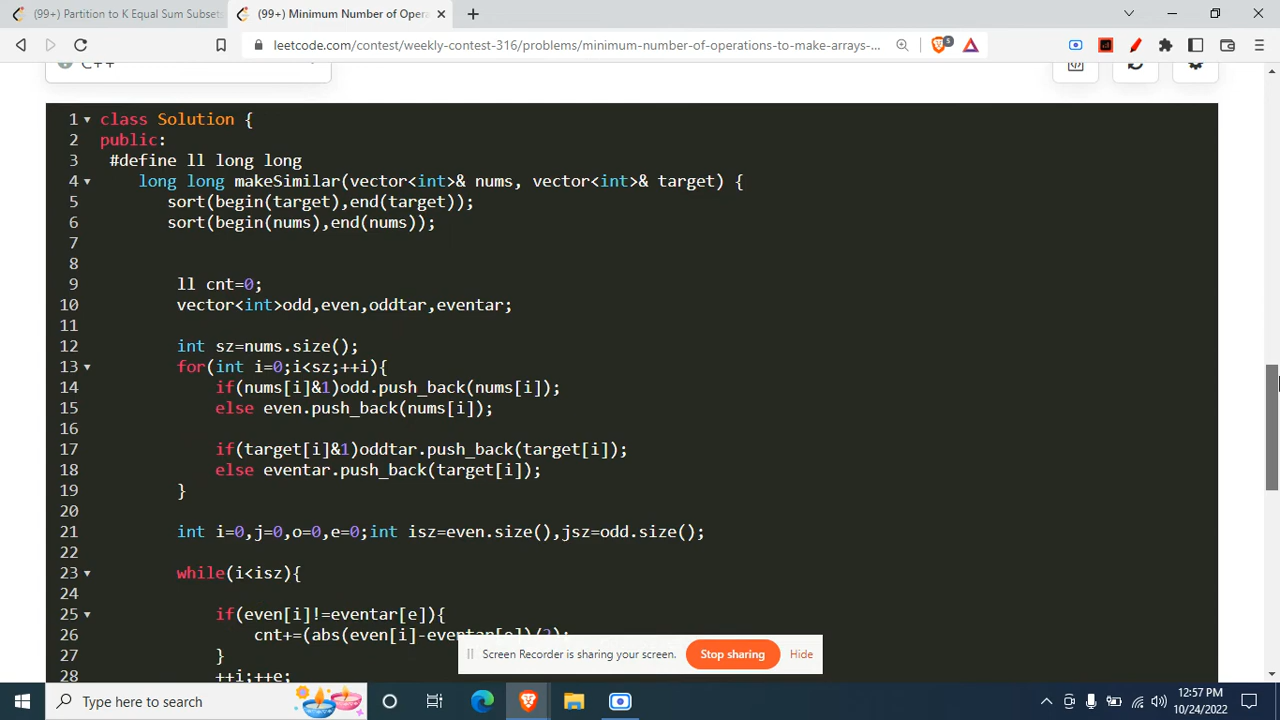 (99+) Partition to K Equal Sum Subsets
(99+) Minimum Number of Opera
leetcode.com/contest/weekly-contest-316/problems/minimum-number-of-operations-to-make-arrays-...
5
C++
1 class Solution {
2 public:
3 #define ll long long
4 long long makeSimilar(vector<int>& nums, vector<int>& target) {
5 sort(begin(target),end(target));
6 sort(begin(nums),end(nums));
7
8
9 ll cnt=0;
10 vector<int>odd,even,oddtar,eventar;
11
12 int sz=nums.size();
13 for(int i=0;i<sz;++i){
14 if(nums[i]&1)odd.push_back(nums[i]);
15 else even.push_back(nums[i]);
16
17 if(target[i]&1)oddtar.push_back(target[i]);
18 else eventar.push_back(target[i]);
19 }
20
21 int i=0,j=0,o=0,e=0;int isz=even.size(),jsz=odd.size();
22
23 while(i<isz){
24
25 if(even[i]!=eventar[e]){
26 cnt+=(abs(even[i]-eventar[e])/2);
27 }
28 ++i;++e;
Screen Recorder is sharing your screen.
Stop sharing
Hide
Type here to search
12:57 PM
10/24/2022